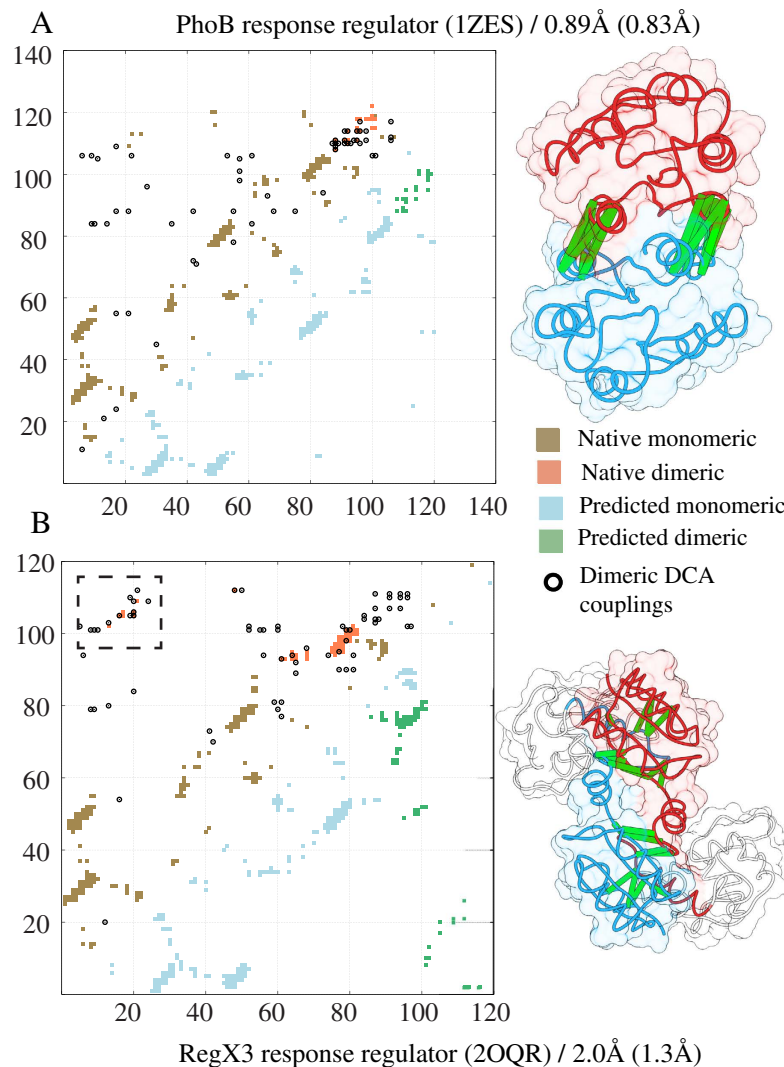 A
PhoB response regulator (1ZES) / 0.89Å (0.83Å)
140
120
100
80
60
40
20
20 40 60 80 100 120 140
Native monomeric
Native dimeric
Predicted monomeric
Predicted dimeric
Dimeric DCA
couplings
B
120
100
80
60
40
20
20 40 60 80 100 120
RegX3 response regulator (2OQR) / 2.0Å (1.3Å)